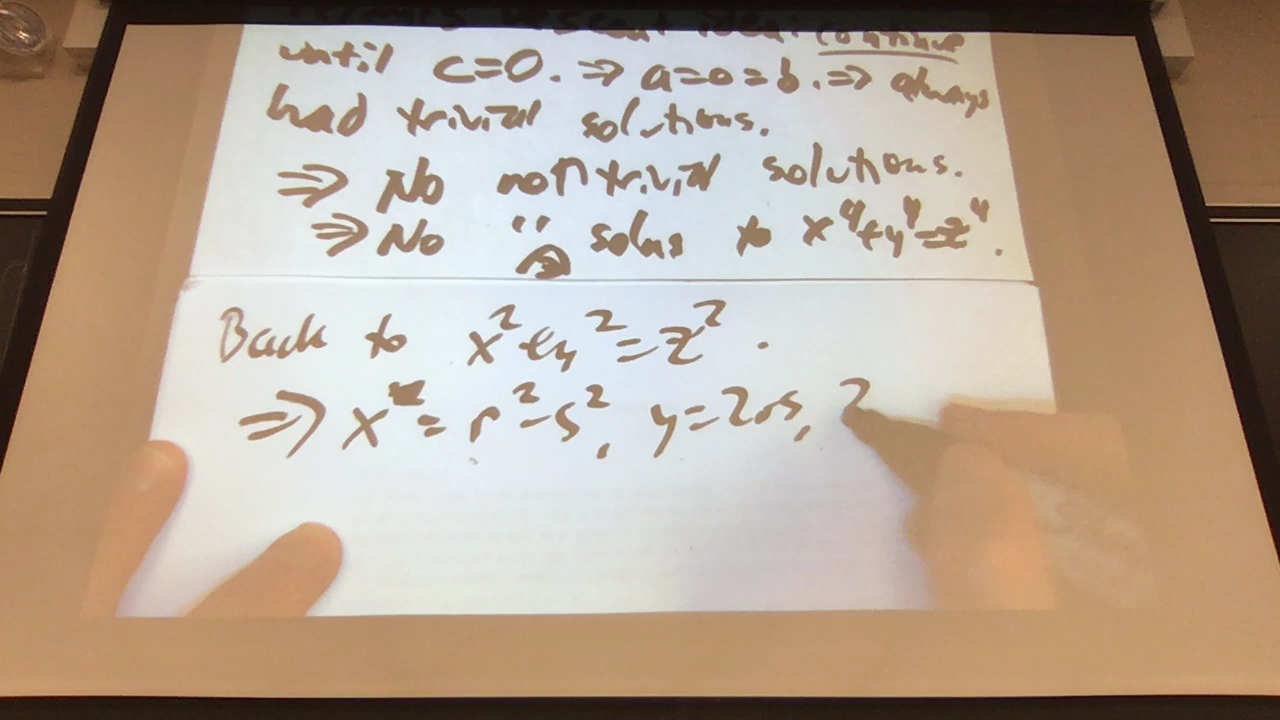 continue
until c=0. ⇒ a=0=b. ⇒ always
had trivial solutions.
⇒ No nontrivial solutions.
⇒ No " solns to x⁴+y⁴=z⁴.
Back to x²+y²=z².
⇒ x = r²-s², y=2rs, z